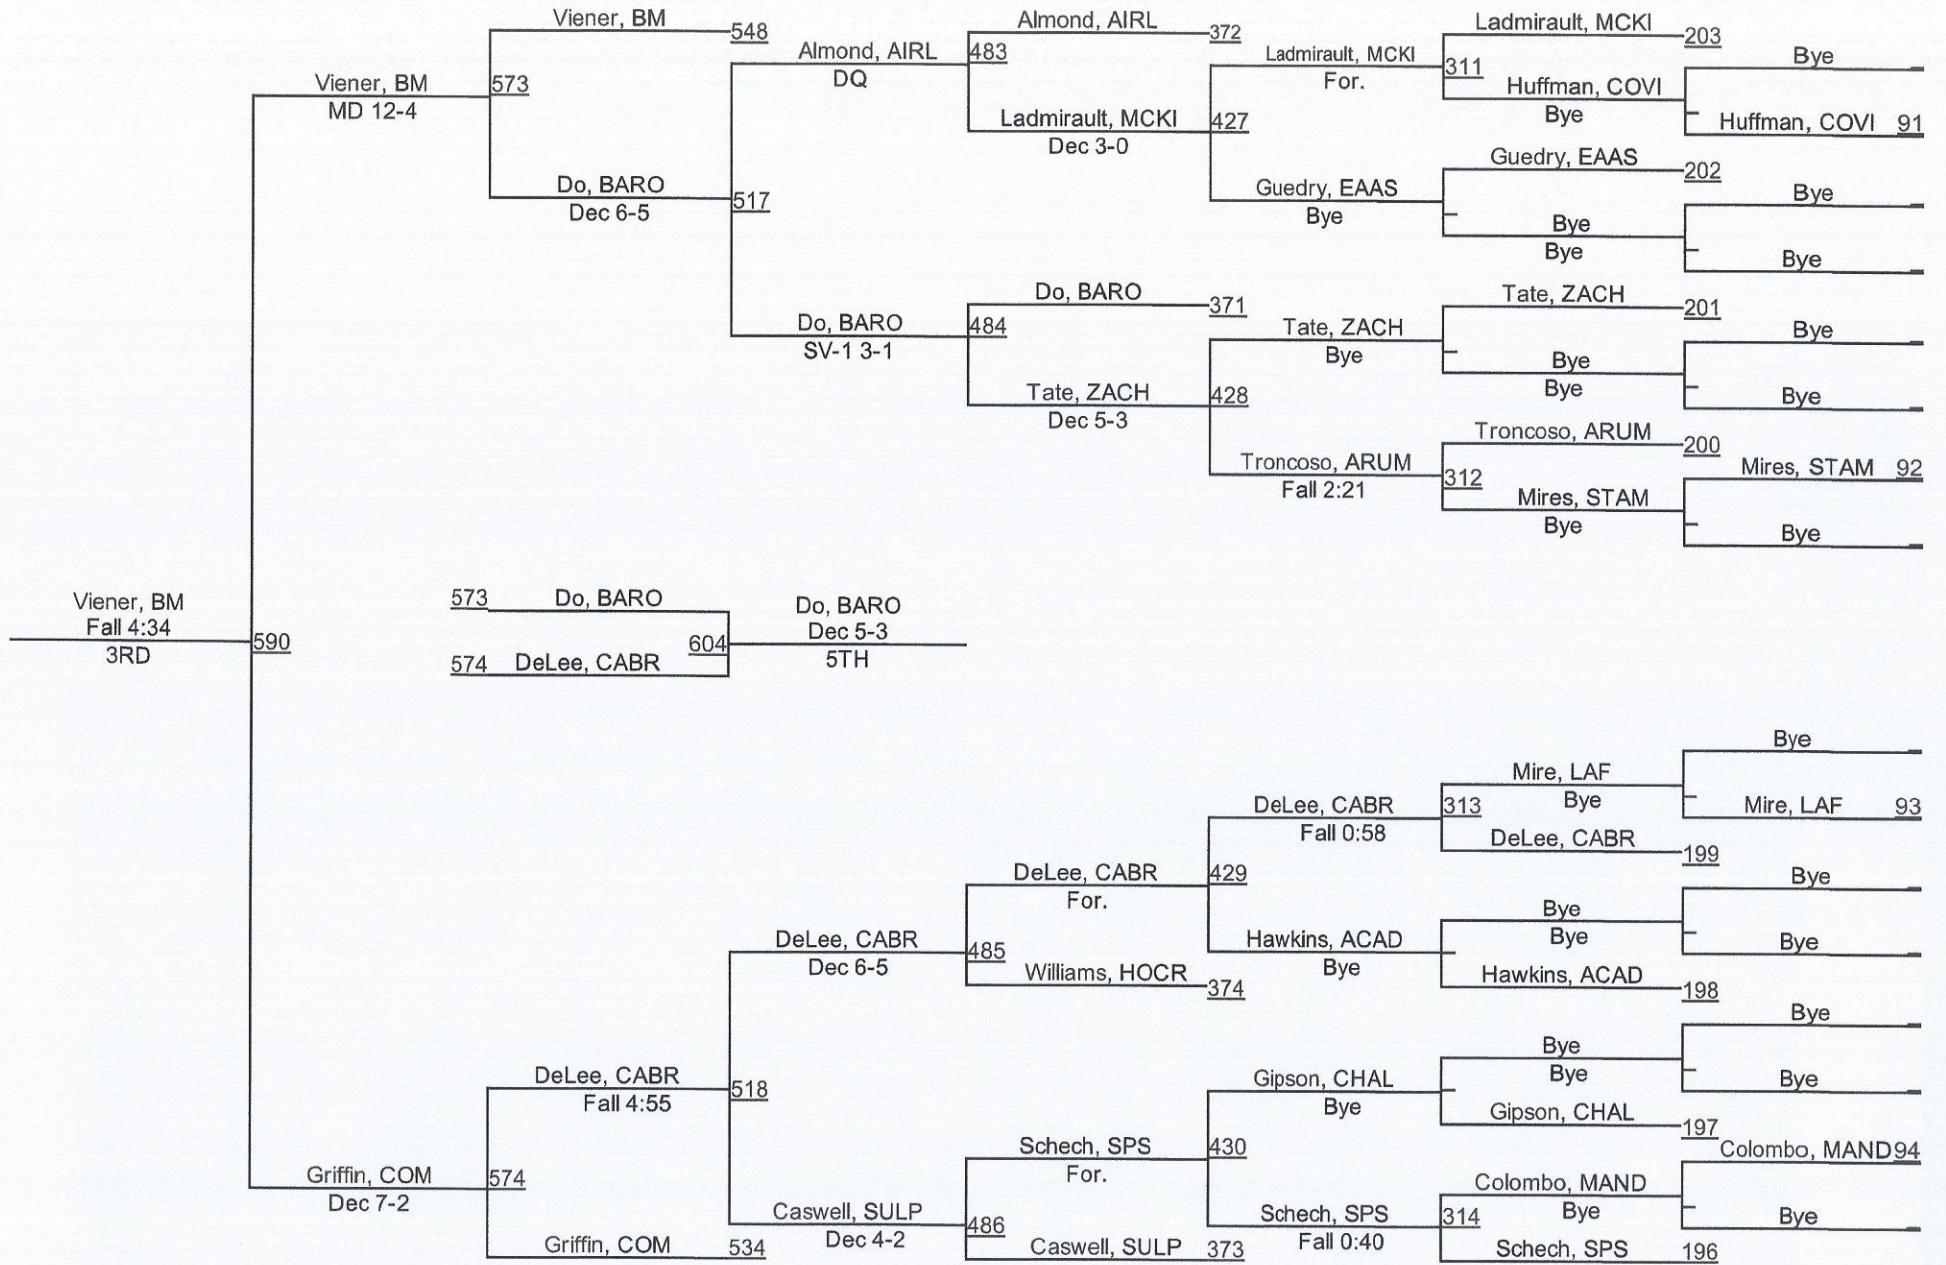 Viener, BM
548
Viener, BM
MD 12-4
573
Do, BARO
Dec 6-5
517
Almond, AIRL
DQ
483
Almond, AIRL
372
Ladmirault, MCKI
Dec 3-0
427
Ladmirault, MCKI
For.
311
Ladmirault, MCKI
203
Huffman, COVI
Bye
Bye
Huffman, COVI 91
Guedry, EAAS
Bye
Guedry, EAAS
202
Bye
Bye
Bye
Bye
Do, BARO
SV-1 3-1
484
Do, BARO
371
Tate, ZACH
Dec 5-3
428
Tate, ZACH
Bye
Tate, ZACH
201
Bye
Bye
Bye
Bye
Troncoso, ARUM
Fall 2:21
312
Troncoso, ARUM
200
Mires, STAM
Bye
Mires, STAM 92
Bye
Viener, BM
Fall 4:34
3RD
590
573 Do, BARO
574 DeLee, CABR
604
Do, BARO
Dec 5-3
5TH
Griffin, COM
Dec 7-2
574
DeLee, CABR
Fall 4:55
518
Griffin, COM
534
DeLee, CABR
Dec 6-5
485
DeLee, CABR
For.
429
Williams, HOCR
374
DeLee, CABR
Fall 0:58
313
Mire, LAF
Bye
Bye
Mire, LAF 93
DeLee, CABR
199
Hawkins, ACAD
Bye
Bye
Bye
Bye
Bye
Hawkins, ACAD
198
Caswell, SULP
Dec 4-2
486
Schech, SPS
For.
430
Caswell, SULP
373
Gipson, CHAL
Bye
Bye
Bye
Bye
Bye
Gipson, CHAL
197
Schech, SPS
Fall 0:40
314
Colombo, MAND
Bye
Colombo, MAND94
Bye
Schech, SPS
196